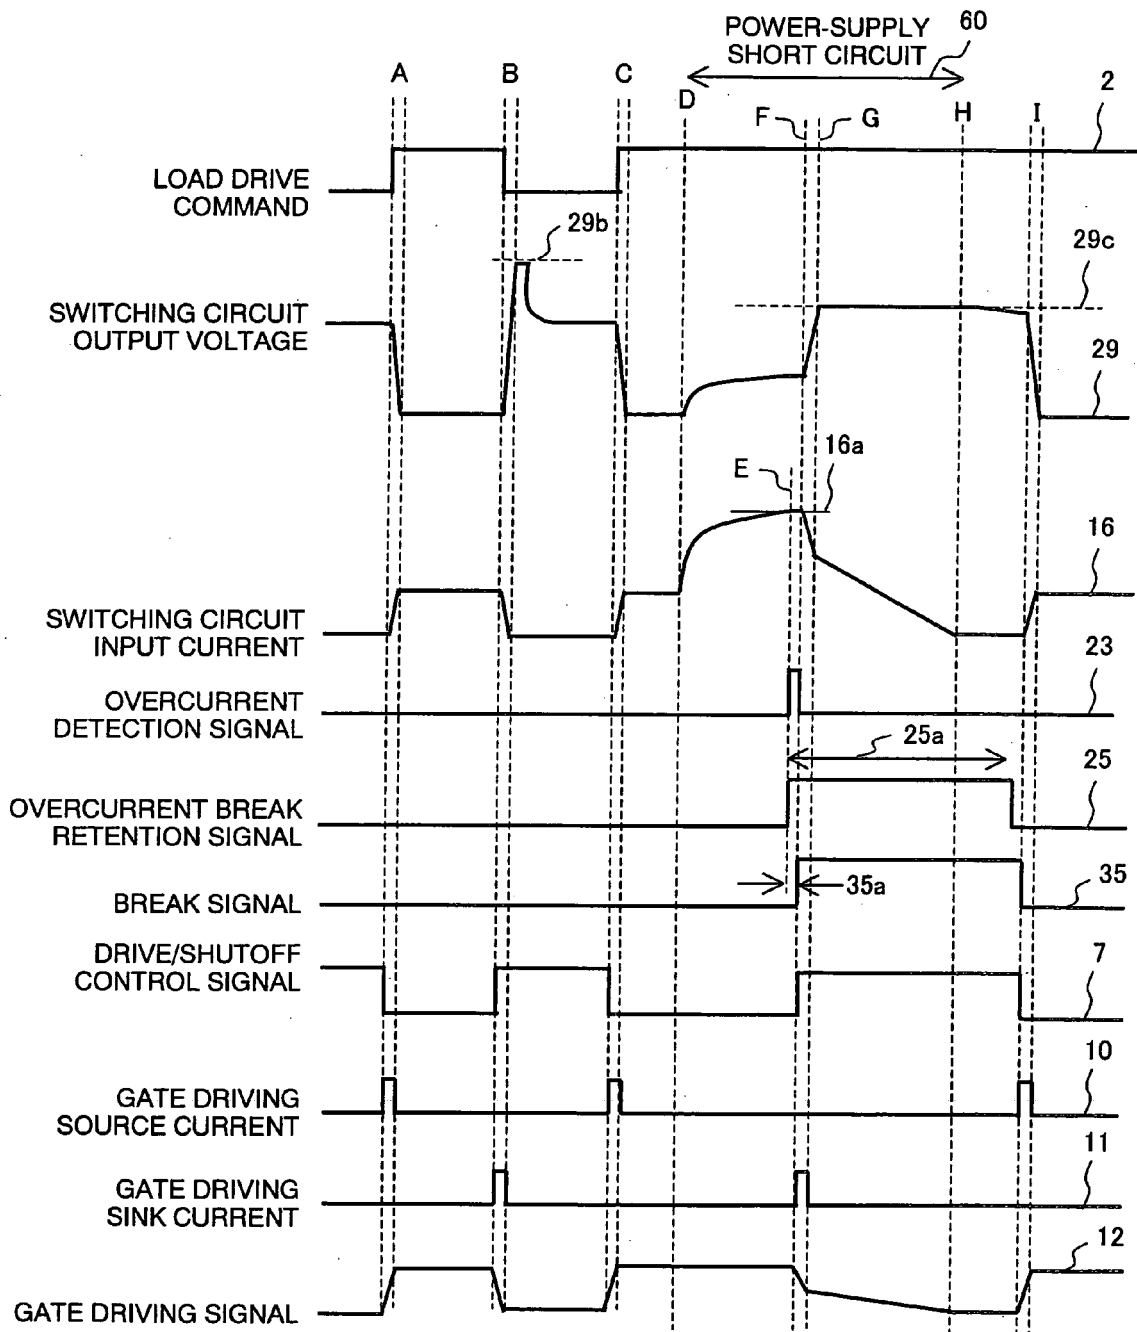 POWER-SUPPLY
SHORT CIRCUIT
60
A
B
C
D
F
G
H
I
2
LOAD DRIVE
COMMAND
29b
29c
SWITCHING CIRCUIT
OUTPUT VOLTAGE
29
E
16a
16
SWITCHING CIRCUIT
INPUT CURRENT
23
OVERCURRENT
DETECTION SIGNAL
25a
25
OVERCURRENT BREAK
RETENTION SIGNAL
35a
35
BREAK SIGNAL
DRIVE/SHUTOFF
CONTROL SIGNAL
7
10
GATE DRIVING
SOURCE CURRENT
11
GATE DRIVING
SINK CURRENT
12
GATE DRIVING SIGNAL